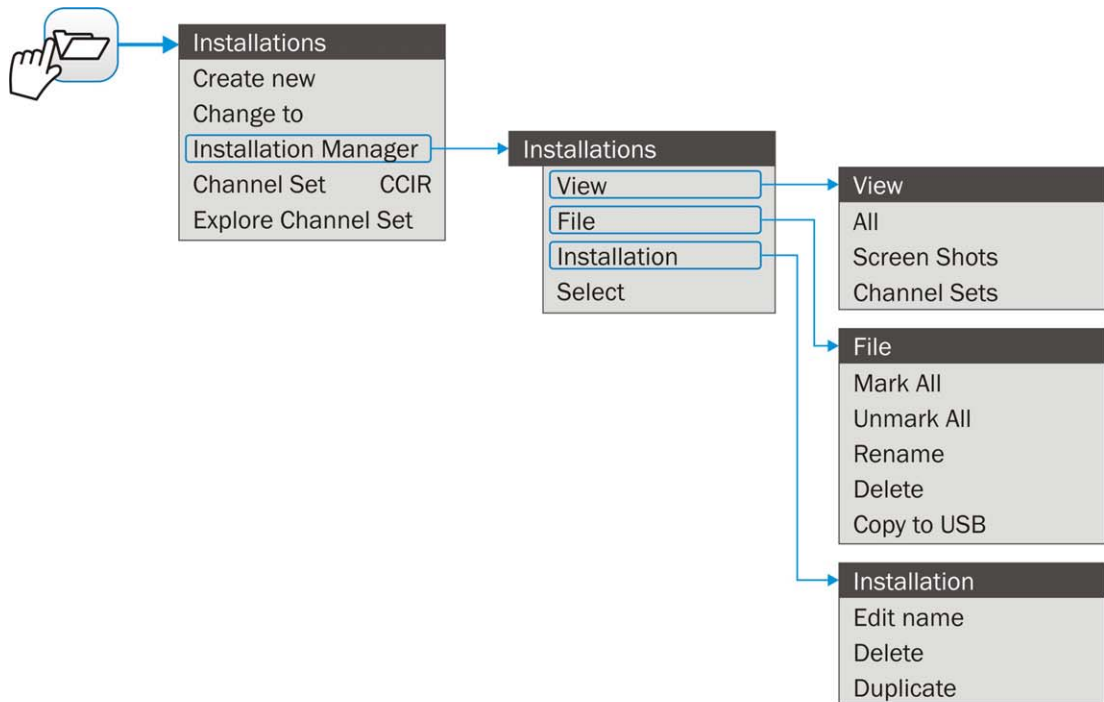 Installations
Create new
Change to
Installation Manager
Channel Set CCIR
Explore Channel Set
Installations
View
File
Installation
Select
View
All
Screen Shots
Channel Sets
File
Mark All
Unmark All
Rename
Delete
Copy to USB
Installation
Edit name
Delete
Duplicate